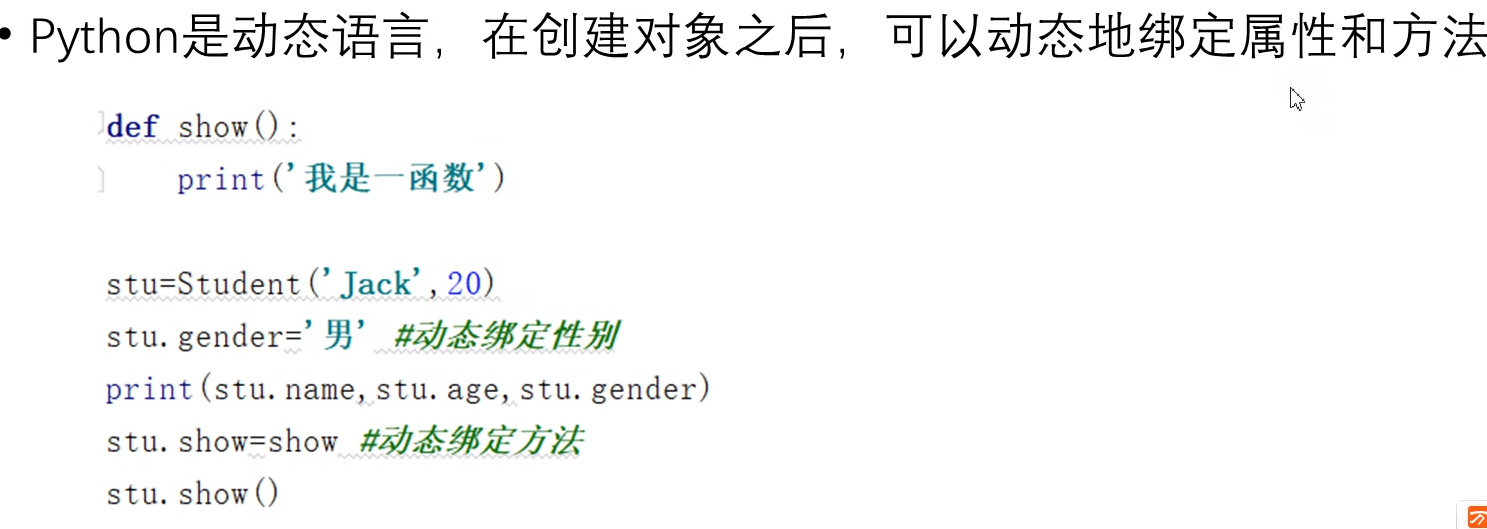 • Python是动态语言，在创建对象之后，可以动态地绑定属性和方法
def show():
    print('我是一函数')
stu=Student('Jack',20)
stu.gender='男' #动态绑定性别
print(stu.name,stu.age,stu.gender)
stu.show=show #动态绑定方法
stu.show()